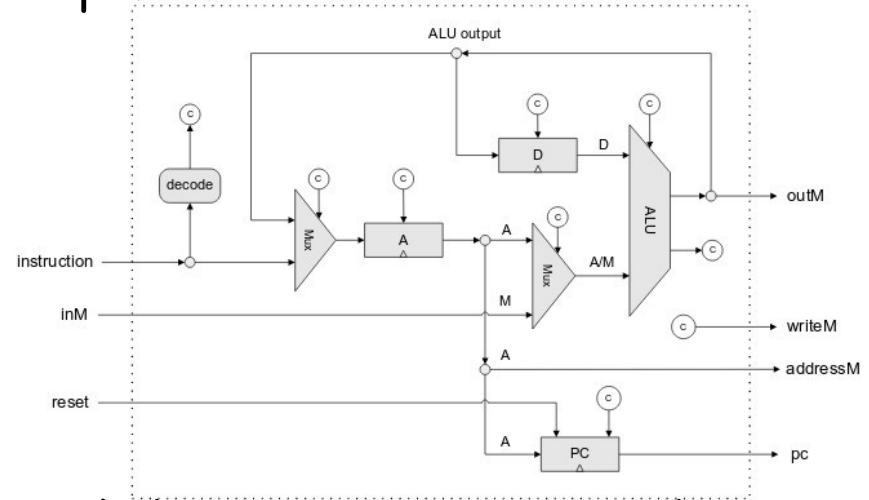 ALU output
C
C
C
D
D
decode
C
C
outM
Mux
ALU
C
A
A
Mux
A/M
C
instruction
inM
M
C
writeM
A
addressM
reset
C
A
PC
pc